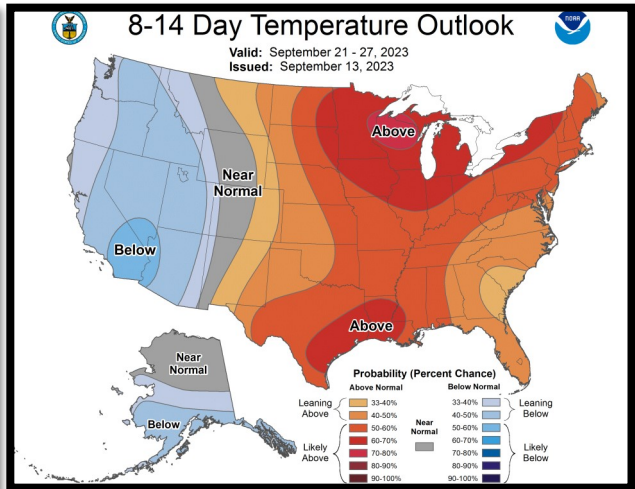 8-14 Day Temperature Outlook
NOAA
Valid: September 21 - 27, 2023
Issued: September 13, 2023
Above
Near
Normal
Below
Above
Near
Normal
Below
Probability (Percent Chance)
Above Normal
Below Normal
Leaning
Above
33-40%
40-50%
Likely
Above
50-60%
60-70%
70-80%
80-90%
90-100%
Near
Normal
33-40%
40-50%
Leaning
Below
50-60%
60-70%
70-80%
80-90%
90-100%
Likely
Below